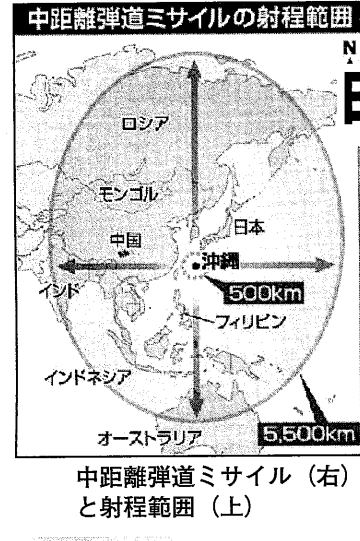 中距離弾道ミサイルの射程範囲
N
ロシア
モンゴル
中国
日本
沖縄
インド
500km
フィリピン
インドネシア
オーストラリア
5,500km
中距離弾道ミサイル（右）
と射程範囲（上）